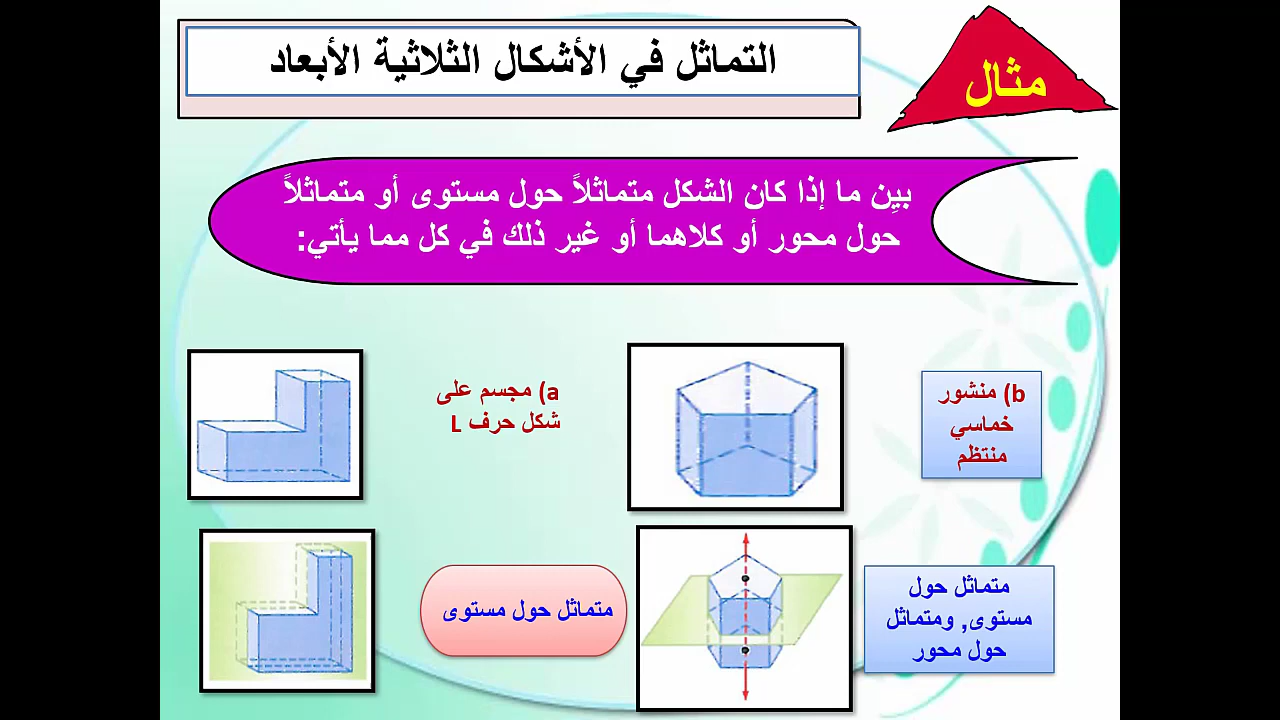 مثال
التماثل في الأشكال الثلاثية الأبعاد
بيِن ما إذا كان الشكل متماثلاً حول مستوى أو متماثلاً
حول محور أو كلاهما أو غير ذلك في كل مما يأتي:
b) منشور
خماسي
منتظم
a) مجسم على
شكل حرف L
متماثل حول
مستوى, ومتماثل
حول محور
متماثل حول مستوى